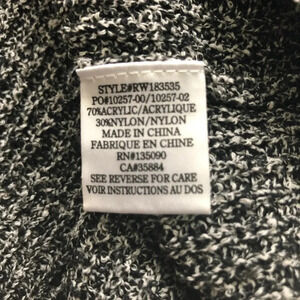 STYLE#RW183535
PO#10257-00/10257-02
70%ACRYLIC/ACRYLIQUE
30%NYLON/NYLON
MADE IN CHINA
FABRIQUE EN CHINE
RN#135090
CA#35884
SEE REVERSE FOR CARE
VOIR INSTRUCTIONS AU DOS